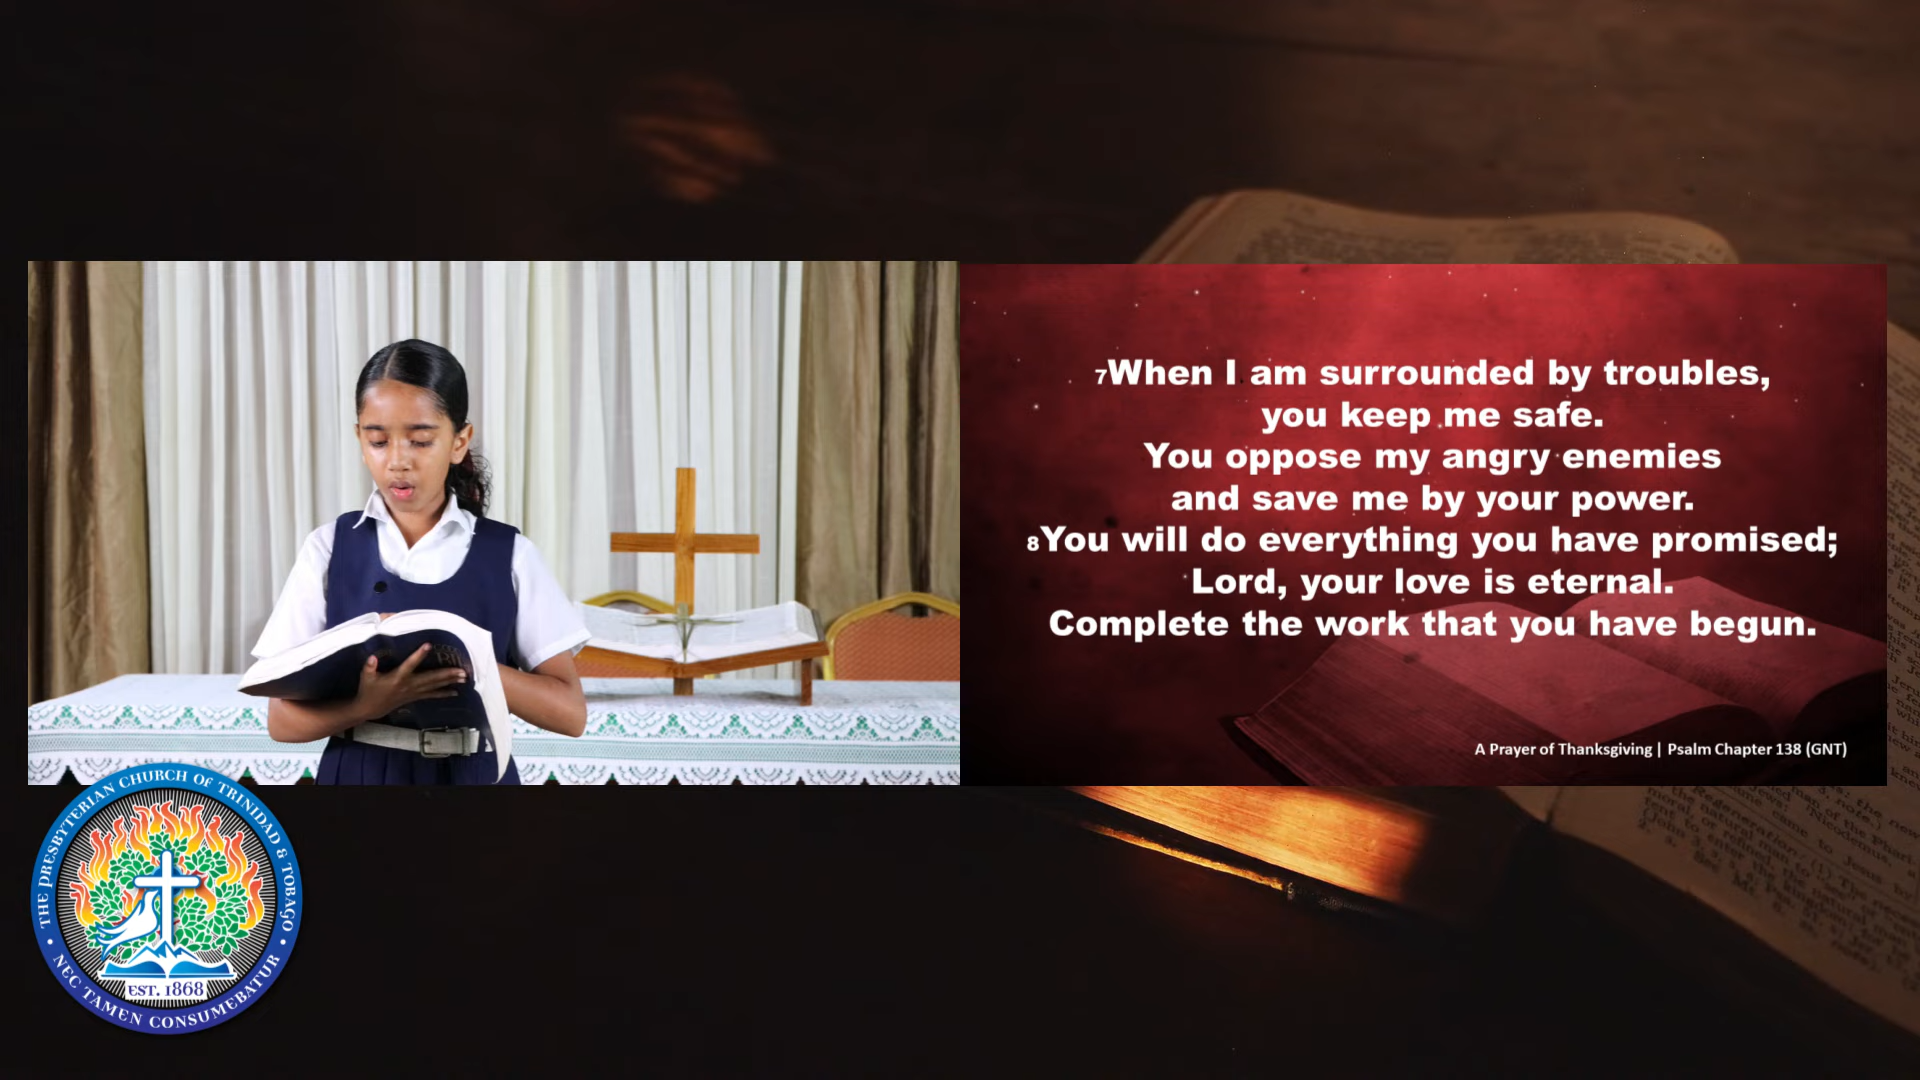 7When I am surrounded by troubles,
you keep me safe.
You oppose my angry enemies
and save me by your power.
8You will do everything you have promised;
Lord, your love is eternal.
Complete the work that you have begun.
A Prayer of Thanksgiving | Psalm Chapter 138 (GNT)
THE PRESBYTERIAN CHURCH OF TRINIDAD & TOBAGO
EST. 1868
• NEC TAMEN CONSUMEBATUR •